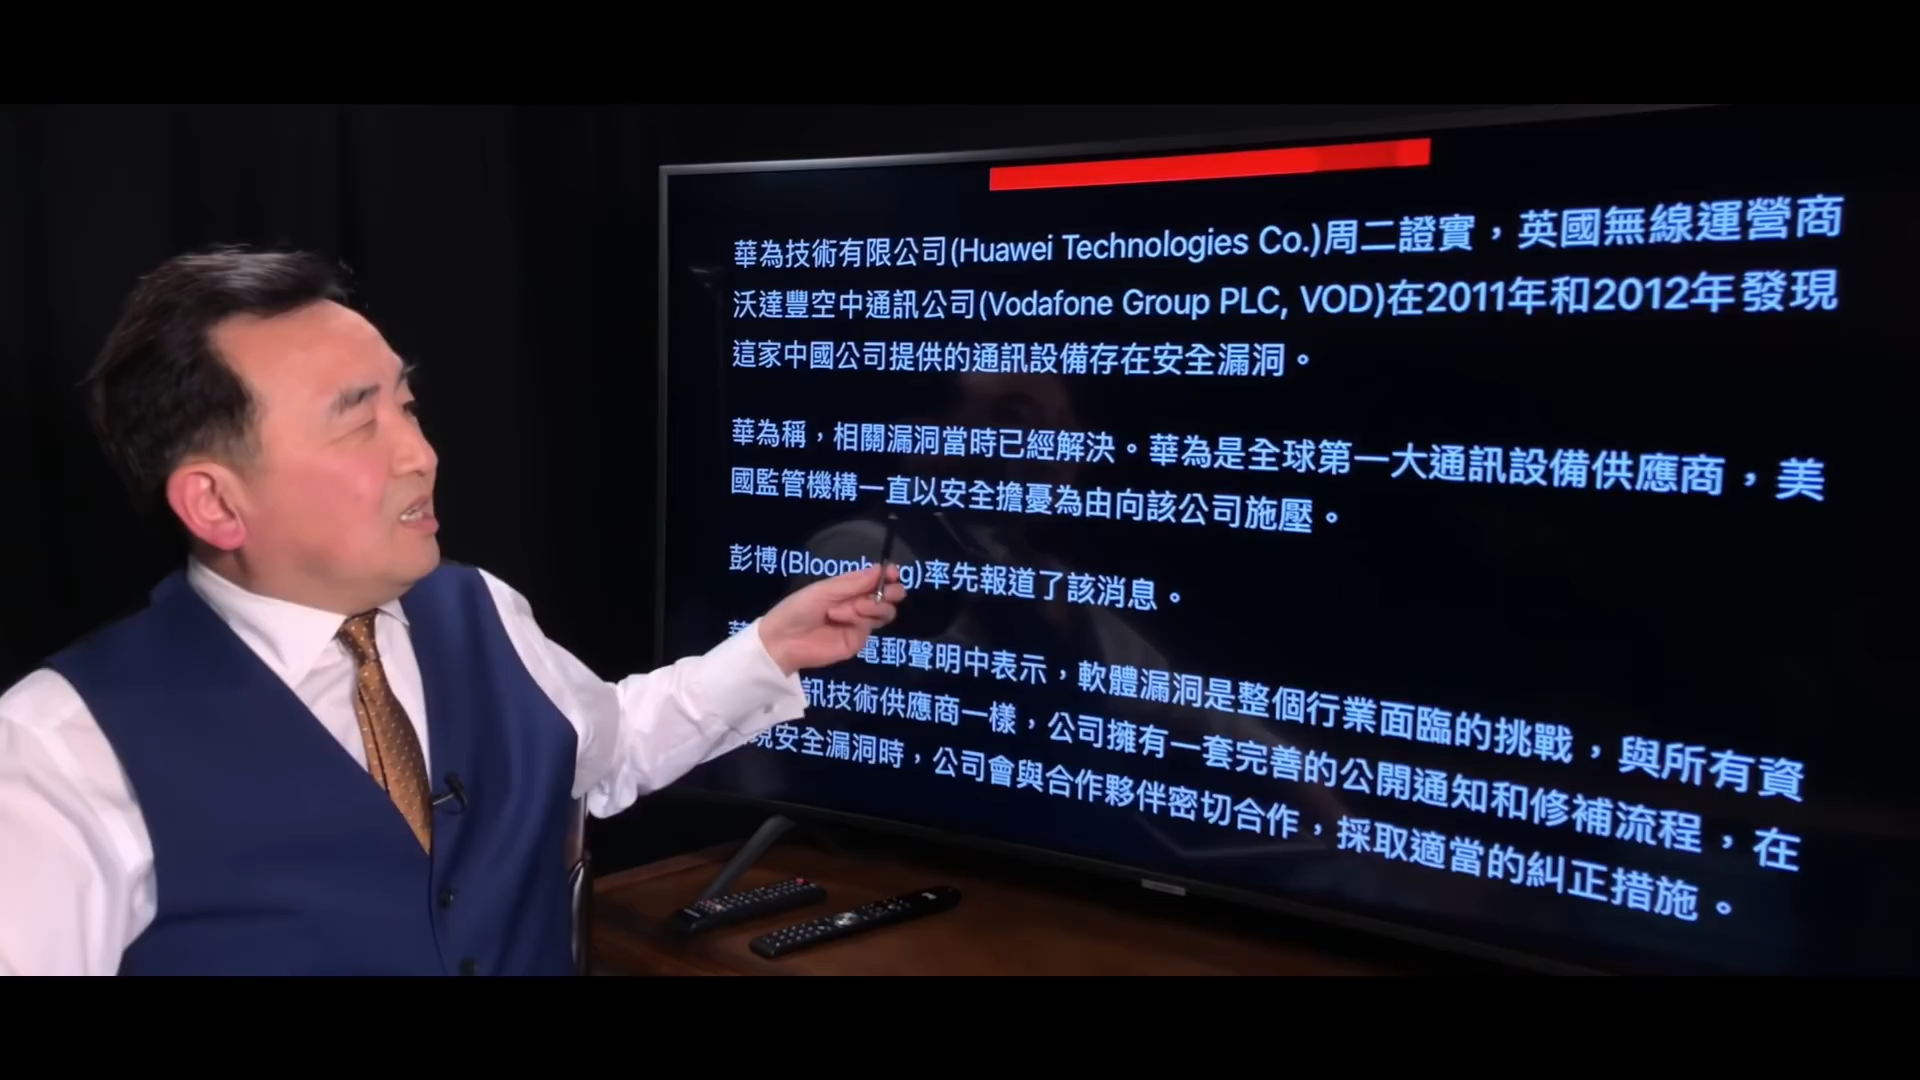 華為技術有限公司(Huawei Technologies Co.)周二證實，英國無線運營商
沃達豐空中通訊公司(Vodafone Group PLC, VOD)在2011年和2012年發現
這家中國公司提供的通訊設備存在安全漏洞。
華為稱，相關漏洞當時已經解決。華為是全球第一大通訊設備供應商，美
國監管機構一直以安全擔憂為由向該公司施壓。
彭博(Bloomberg)率先報道了該消息。
電郵聲明中表示，軟體漏洞是整個行業面臨的挑戰，與所有資
訊技術供應商一樣，公司擁有一套完善的公開通知和修補流程，在
現安全漏洞時，公司會與合作夥伴密切合作，採取適當的糾正措施。